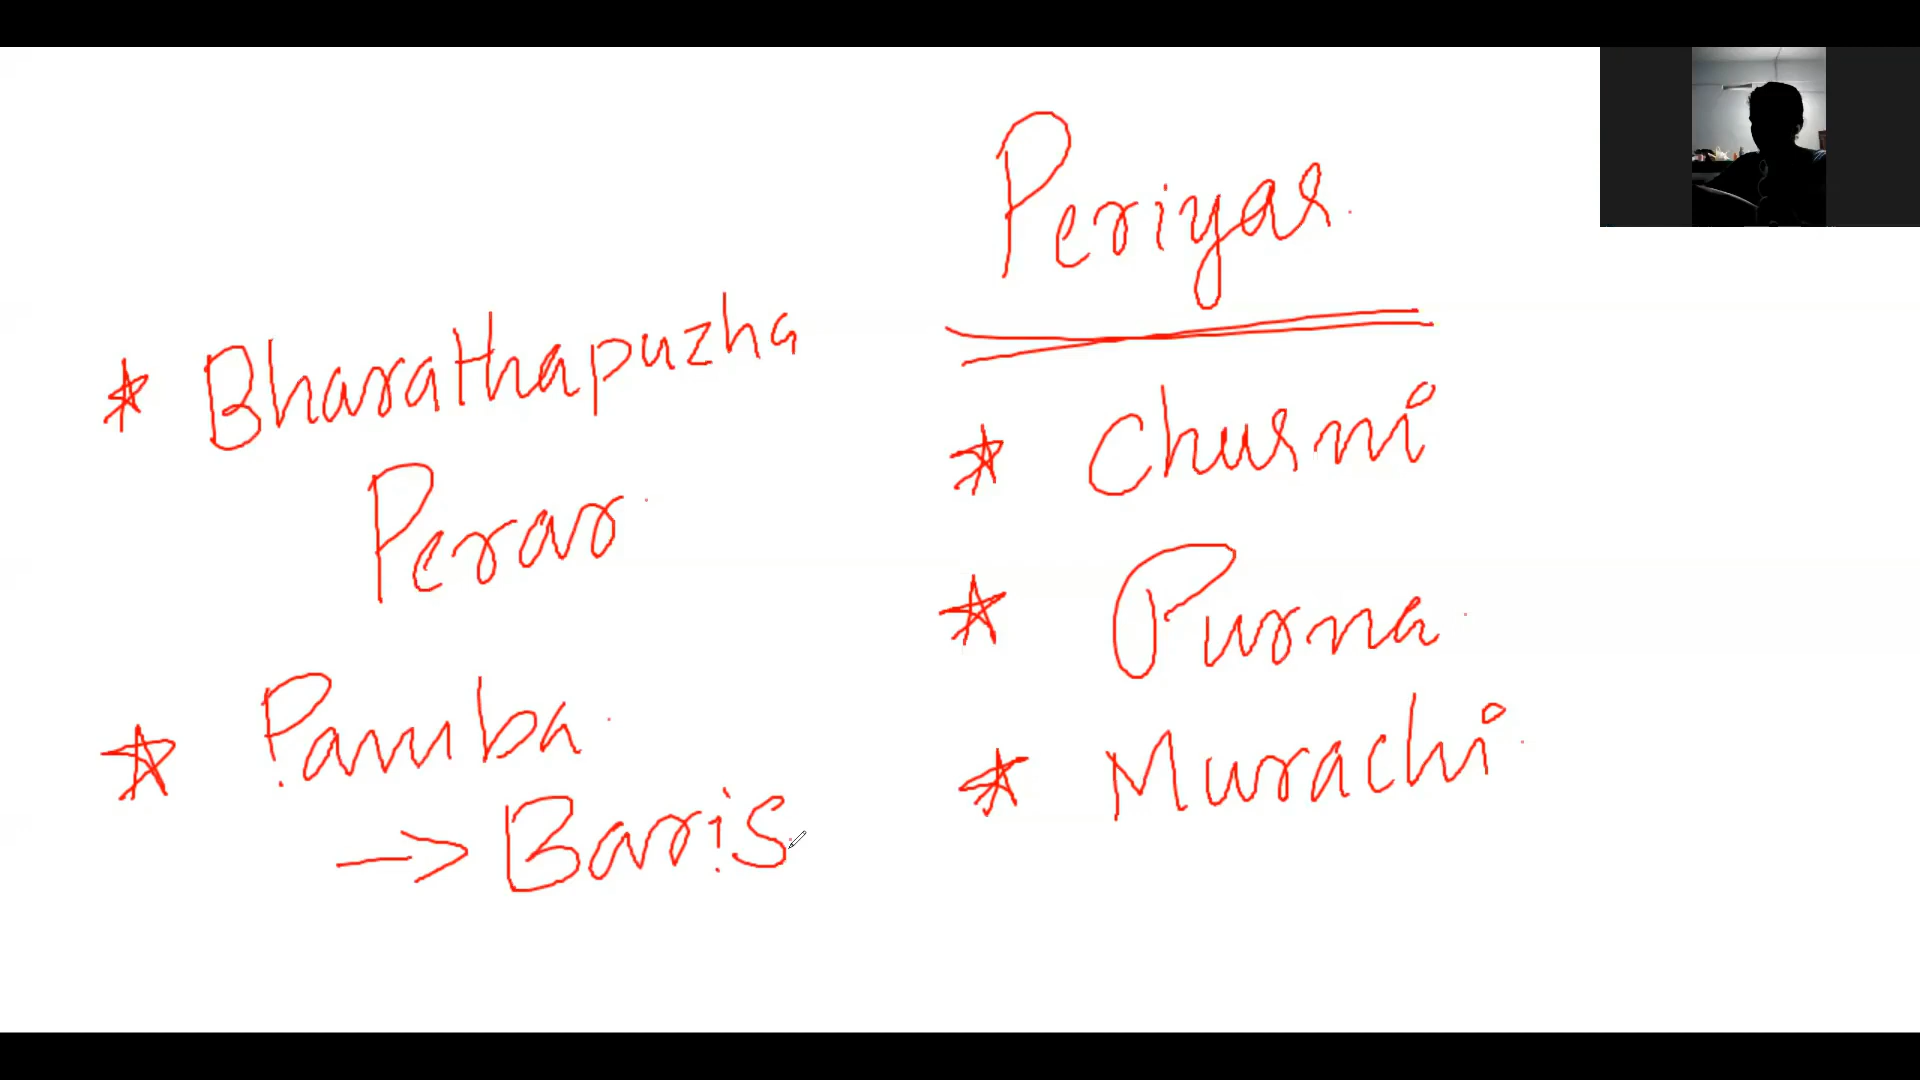 * Bharathapuzha
Perar.
* Pamba.
→ Baris
Periyar.
* Churni
* Purna.
* Murachi.